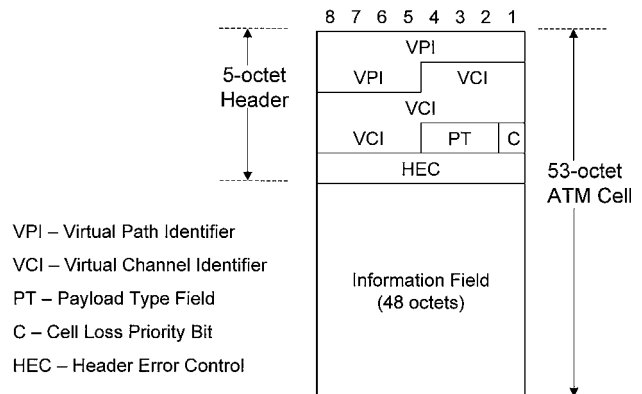 8 7 6 5 4 3 2 1
VPI
5-octet
Header
VPI VCI
VCI
VCI PT C
HEC
53-octet
ATM Cell
VPI – Virtual Path Identifier
VCI – Virtual Channel Identifier
PT – Payload Type Field
C – Cell Loss Priority Bit
HEC – Header Error Control
Information Field
(48 octets)